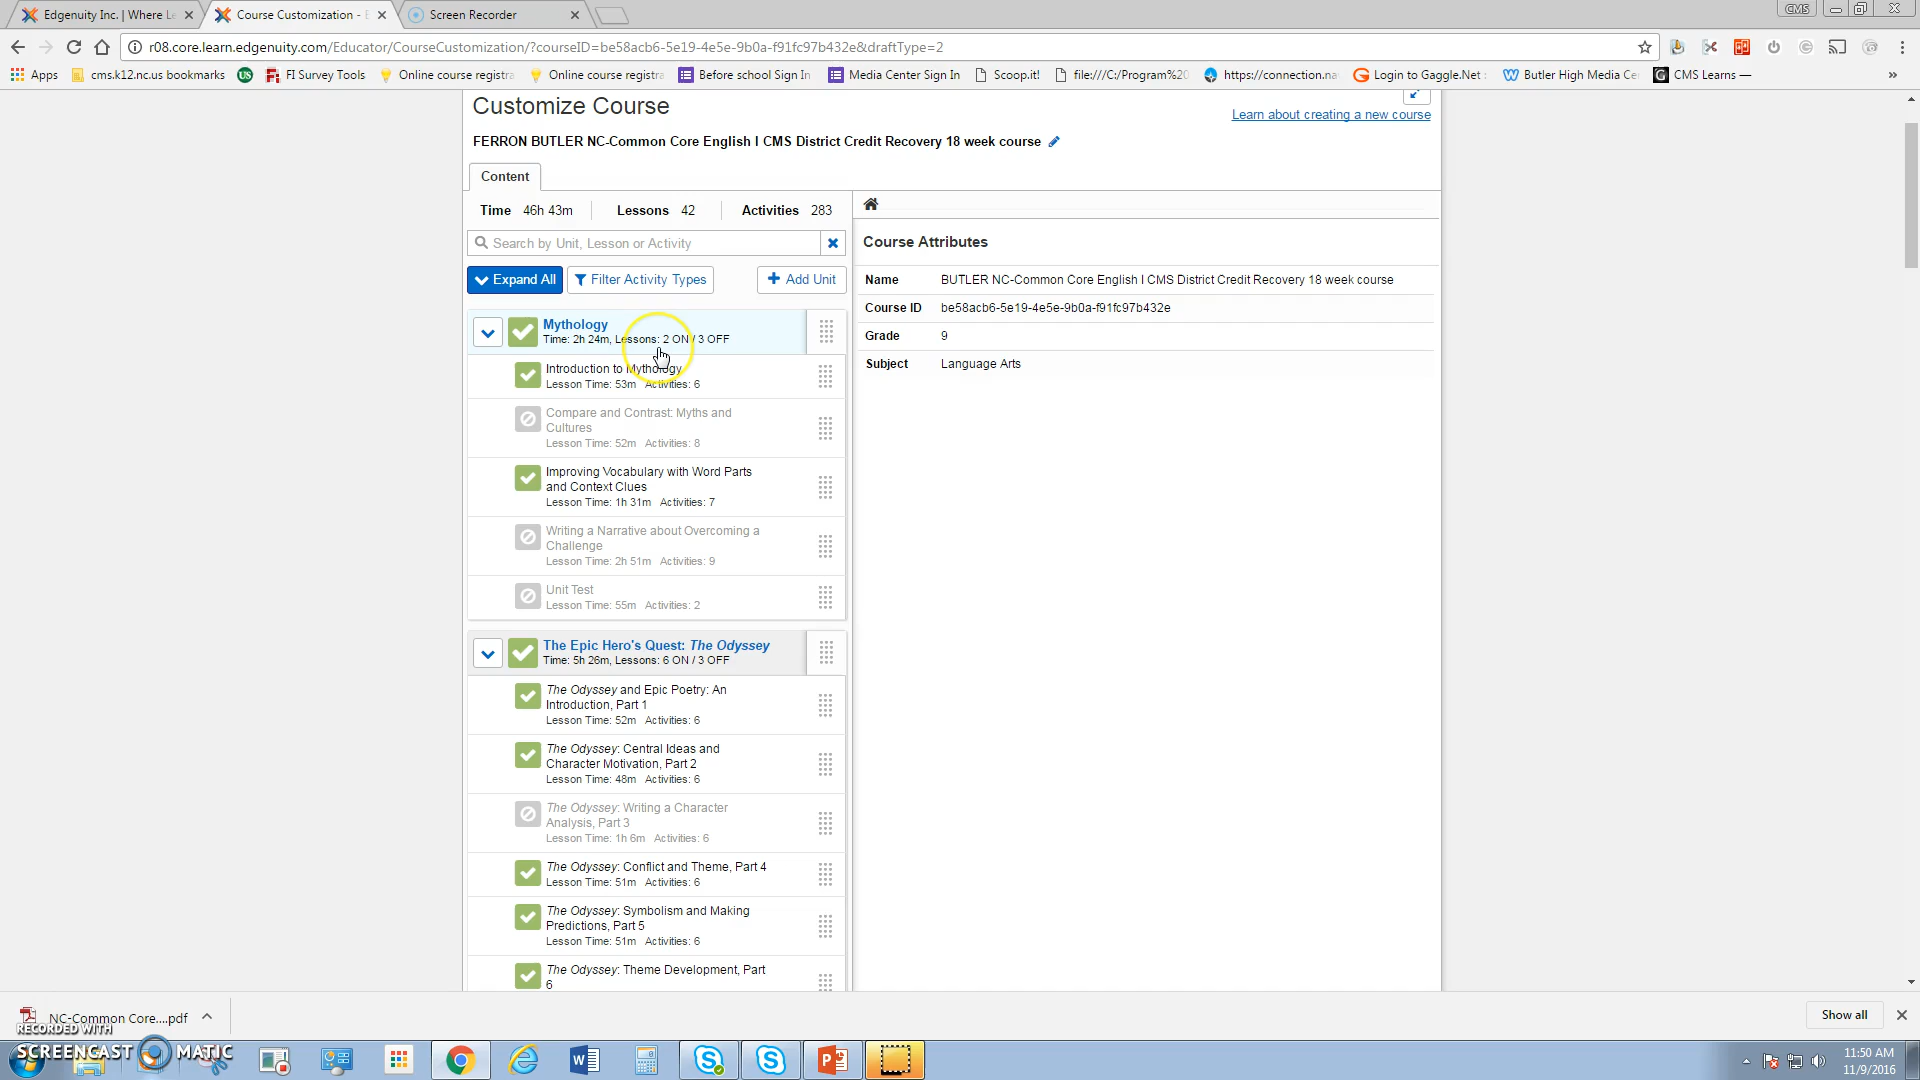 Edgenuity Inc. | Where Le
Course Customization - E
Screen Recorder
CMS
r08.core.learn.edgenuity.com/Educator/CourseCustomization/?courseID=be58acb6-5e19-4e5e-9b0a-f91fc97b432e&draftType=2
Apps
cms.k12.nc.us bookmarks
US
FI Survey Tools
Online course registra
Online course registra
Before school Sign In
Media Center Sign In
Scoop.it!
file:///C:/Program%20
https://connection.na
Login to Gaggle.Net :
Butler High Media Ce
CMS Learns —
Customize Course
Learn about creating a new course
FERRON BUTLER NC-Common Core English I CMS District Credit Recovery 18 week course
Content
Time 46h 43m Lessons 42 Activities 283
Search by Unit, Lesson or Activity
Expand All
Filter Activity Types
+ Add Unit
Mythology
Time: 2h 24m, Lessons: 2 ON / 3 OFF
Introduction to Mythology
Lesson Time: 53m Activities: 6
Compare and Contrast: Myths and
Cultures
Lesson Time: 52m Activities: 8
Improving Vocabulary with Word Parts
and Context Clues
Lesson Time: 1h 31m Activities: 7
Writing a Narrative about Overcoming a
Challenge
Lesson Time: 2h 51m Activities: 9
Unit Test
Lesson Time: 55m Activities: 2
The Epic Hero's Quest: The Odyssey
Time: 5h 26m, Lessons: 6 ON / 3 OFF
The Odyssey and Epic Poetry: An
Introduction, Part 1
Lesson Time: 52m Activities: 6
The Odyssey: Central Ideas and
Character Motivation, Part 2
Lesson Time: 48m Activities: 6
The Odyssey: Writing a Character
Analysis, Part 3
Lesson Time: 1h 6m Activities: 6
The Odyssey: Conflict and Theme, Part 4
Lesson Time: 51m Activities: 6
The Odyssey: Symbolism and Making
Predictions, Part 5
Lesson Time: 51m Activities: 6
The Odyssey: Theme Development, Part
6
Course Attributes
Name BUTLER NC-Common Core English I CMS District Credit Recovery 18 week course
Course ID be58acb6-5e19-4e5e-9b0a-f91fc97b432e
Grade 9
Subject Language Arts
NC-Common Core....pdf
Show all
RECORDED WITH
SCREENCAST MATIC
11:50 AM
11/9/2016